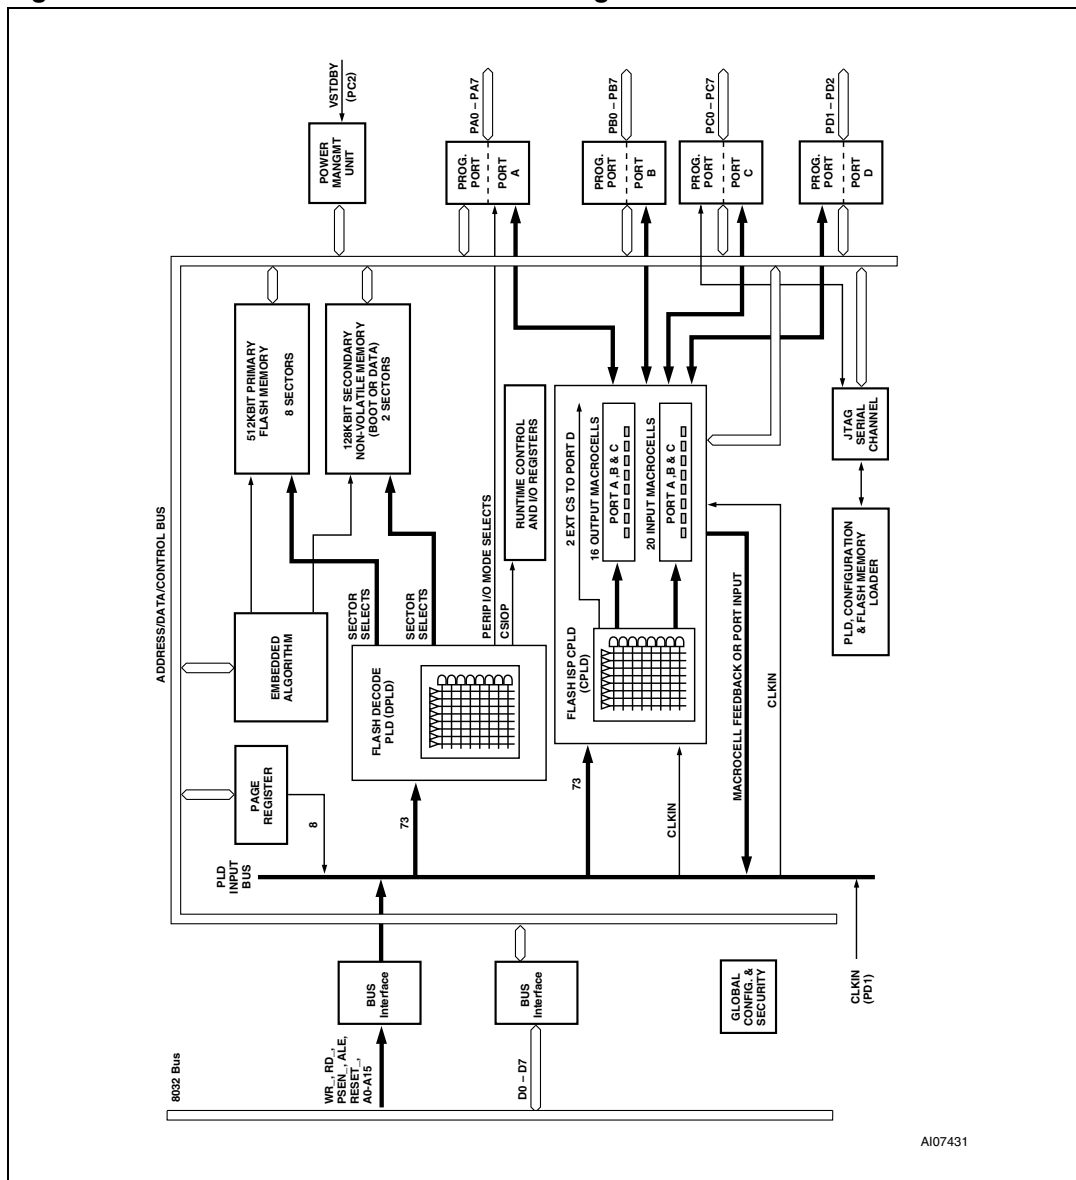 8032 Bus
WR_, RD_,
PSEN_, ALE,
RESET_,
A0-A15
D0 – D7
BUS
Interface
BUS
Interface
GLOBAL
CONFIG. &
SECURITY
CLKIN
(PD1)
PLD
INPUT
BUS
ADDRESS/DATA/CONTROL BUS
PAGE
REGISTER
8
73
73
CLKIN
MACROCELL FEEDBACK OR PORT INPUT
CLKIN
EMBEDDED
ALGORITHM
FLASH DECODE
PLD (DPLD)
SECTOR
SELECTS
SECTOR
SELECTS
PERIP I/O MODE SELECTS
CSIOP
FLASH ISP CPLD
(CPLD)
2 EXT CS TO PORT D
16 OUTPUT MACROCELLS
PORT A ,B & C
20 INPUT MACROCELLS
PORT A ,B & C
512KBIT PRIMARY
FLASH MEMORY
8 SECTORS
128KBIT SECONDARY
NON-VOLATILE MEMORY
(BOOT OR DATA)
2 SECTORS
RUNTIME CONTROL
AND I/O REGISTERS
PLD, CONFIGURATION
& FLASH MEMORY
LOADER
JTAG
SERIAL
CHANNEL
POWER
MANGMT
UNIT
VSTDBY
(PC2)
PROG.
PORT
PORT
A
PA0 – PA7
PROG.
PORT
PORT
B
PB0 – PB7
PROG.
PORT
PORT
C
PC0 – PC7
PROG.
PORT
PORT
D
PD1 – PD2
AI07431